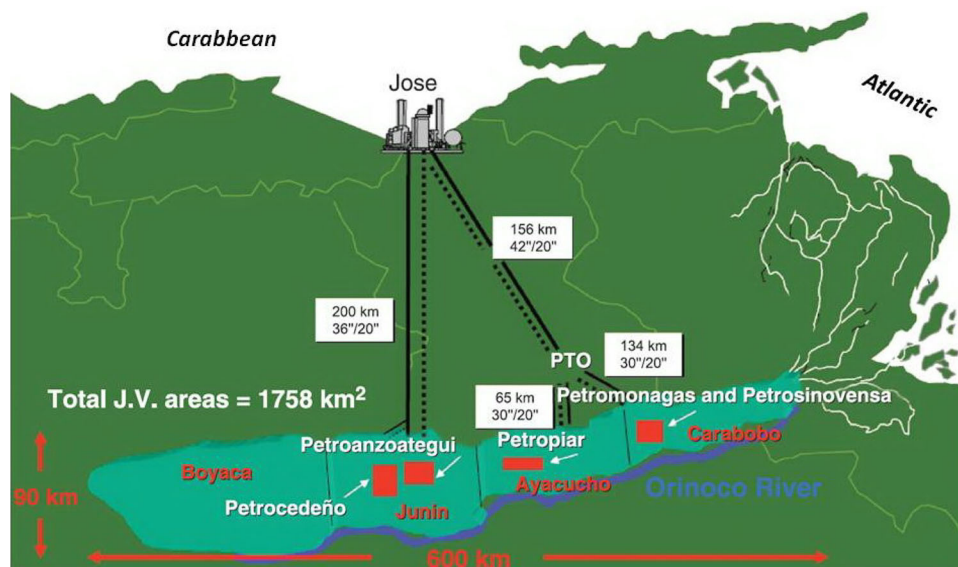 Carabbean
Jose
Atlantic
156 km
42"/20"
200 km
36"/20"
PTO
134 km
30"/20"
Total J.V. areas = 1758 km²
65 km
30"/20"
Petromonagas and Petrosinovensa
Petroanzoategui
Petropiar
Carabobo
Boyaca
90 km
Petrocedeño
Junin
Ayacucho
Orinoco River
600 km